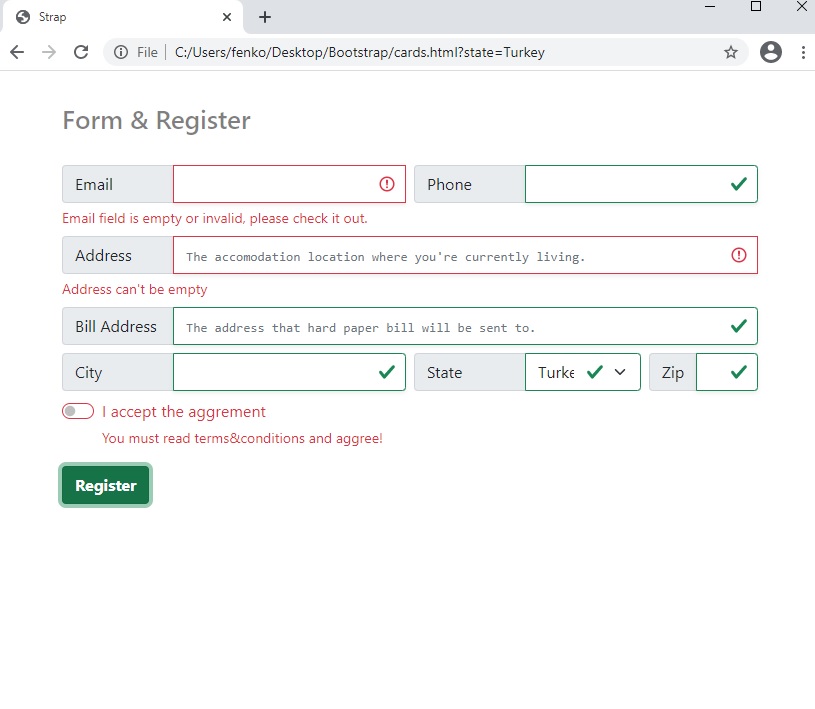 Strap
File C:/Users/fenko/Desktop/Bootstrap/cards.html?state=Turkey
Form & Register
Email Phone
Email field is empty or invalid, please check it out.
Address The accomodation location where you're currently living.
Address can't be empty
Bill Address The address that hard paper bill will be sent to.
City State Turke Zip
I accept the aggrement
You must read terms&conditions and aggree!
Register